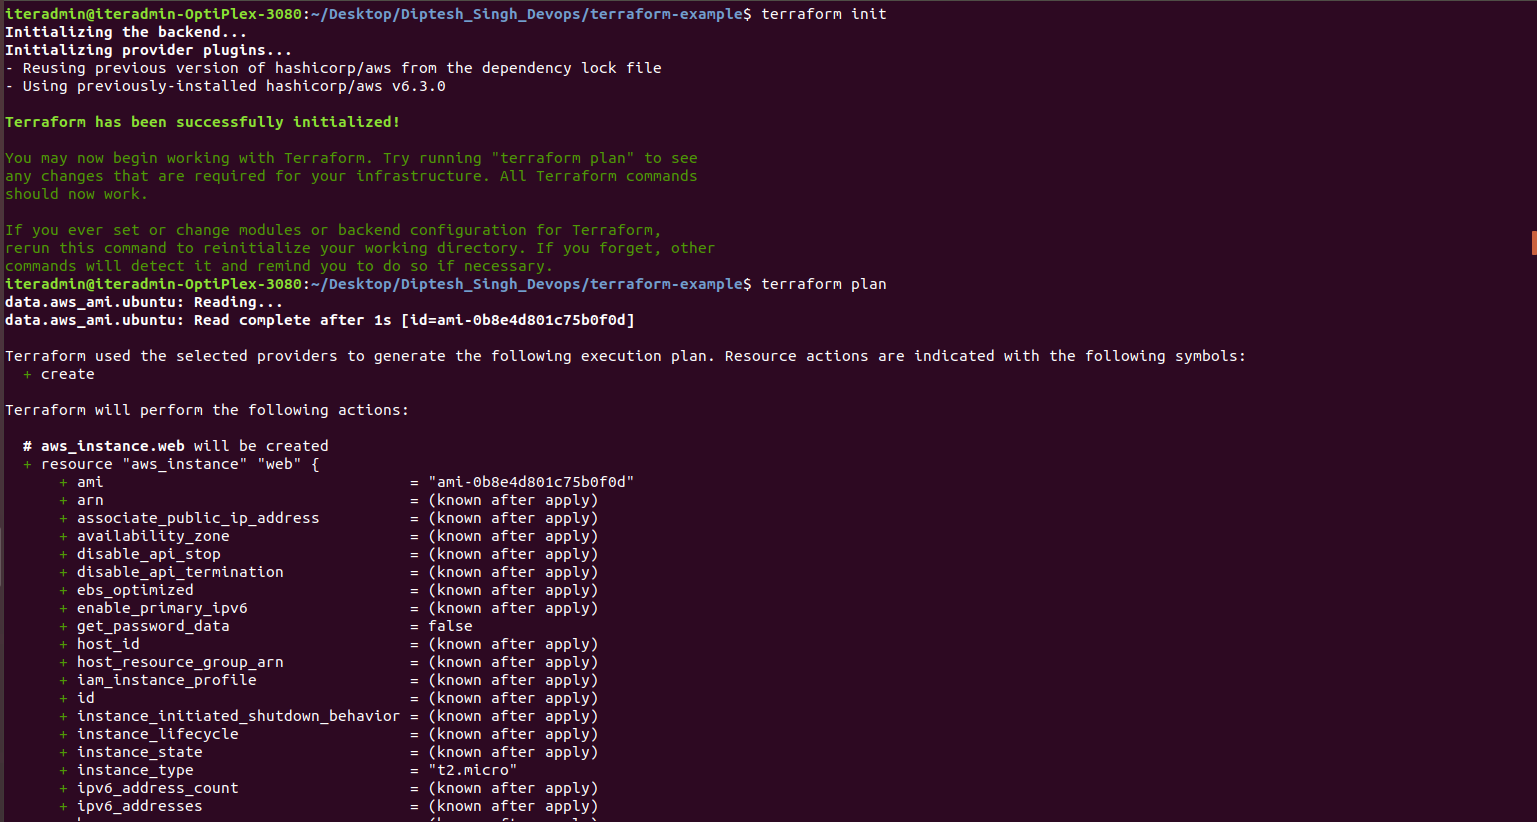 iteradmin@iteradmin-OptiPlex-3080:~/Desktop/Diptesh_Singh_Devops/terraform-example$ terraform init
Initializing the backend...
Initializing provider plugins...
- Reusing previous version of hashicorp/aws from the dependency lock file
- Using previously-installed hashicorp/aws v6.3.0
Terraform has been successfully initialized!
You may now begin working with Terraform. Try running "terraform plan" to see
any changes that are required for your infrastructure. All Terraform commands
should now work.
If you ever set or change modules or backend configuration for Terraform,
rerun this command to reinitialize your working directory. If you forget, other
commands will detect it and remind you to do so if necessary.
iteradmin@iteradmin-OptiPlex-3080:~/Desktop/Diptesh_Singh_Devops/terraform-example$ terraform plan
data.aws_ami.ubuntu: Reading...
data.aws_ami.ubuntu: Read complete after 1s [id=ami-0b8e4d801c75b0f0d]
Terraform used the selected providers to generate the following execution plan. Resource actions are indicated with the following symbols:
  + create
Terraform will perform the following actions:
  # aws_instance.web will be created
  + resource "aws_instance" "web" {
      + ami                                  = "ami-0b8e4d801c75b0f0d"
      + arn                                  = (known after apply)
      + associate_public_ip_address          = (known after apply)
      + availability_zone                    = (known after apply)
      + disable_api_stop                     = (known after apply)
      + disable_api_termination              = (known after apply)
      + ebs_optimized                        = (known after apply)
      + enable_primary_ipv6                  = (known after apply)
      + get_password_data                    = false
      + host_id                              = (known after apply)
      + host_resource_group_arn              = (known after apply)
      + iam_instance_profile                 = (known after apply)
      + id                                   = (known after apply)
      + instance_initiated_shutdown_behavior = (known after apply)
      + instance_lifecycle                   = (known after apply)
      + instance_state                       = (known after apply)
      + instance_type                        = "t2.micro"
      + ipv6_address_count                   = (known after apply)
      + ipv6_addresses                       = (known after apply)